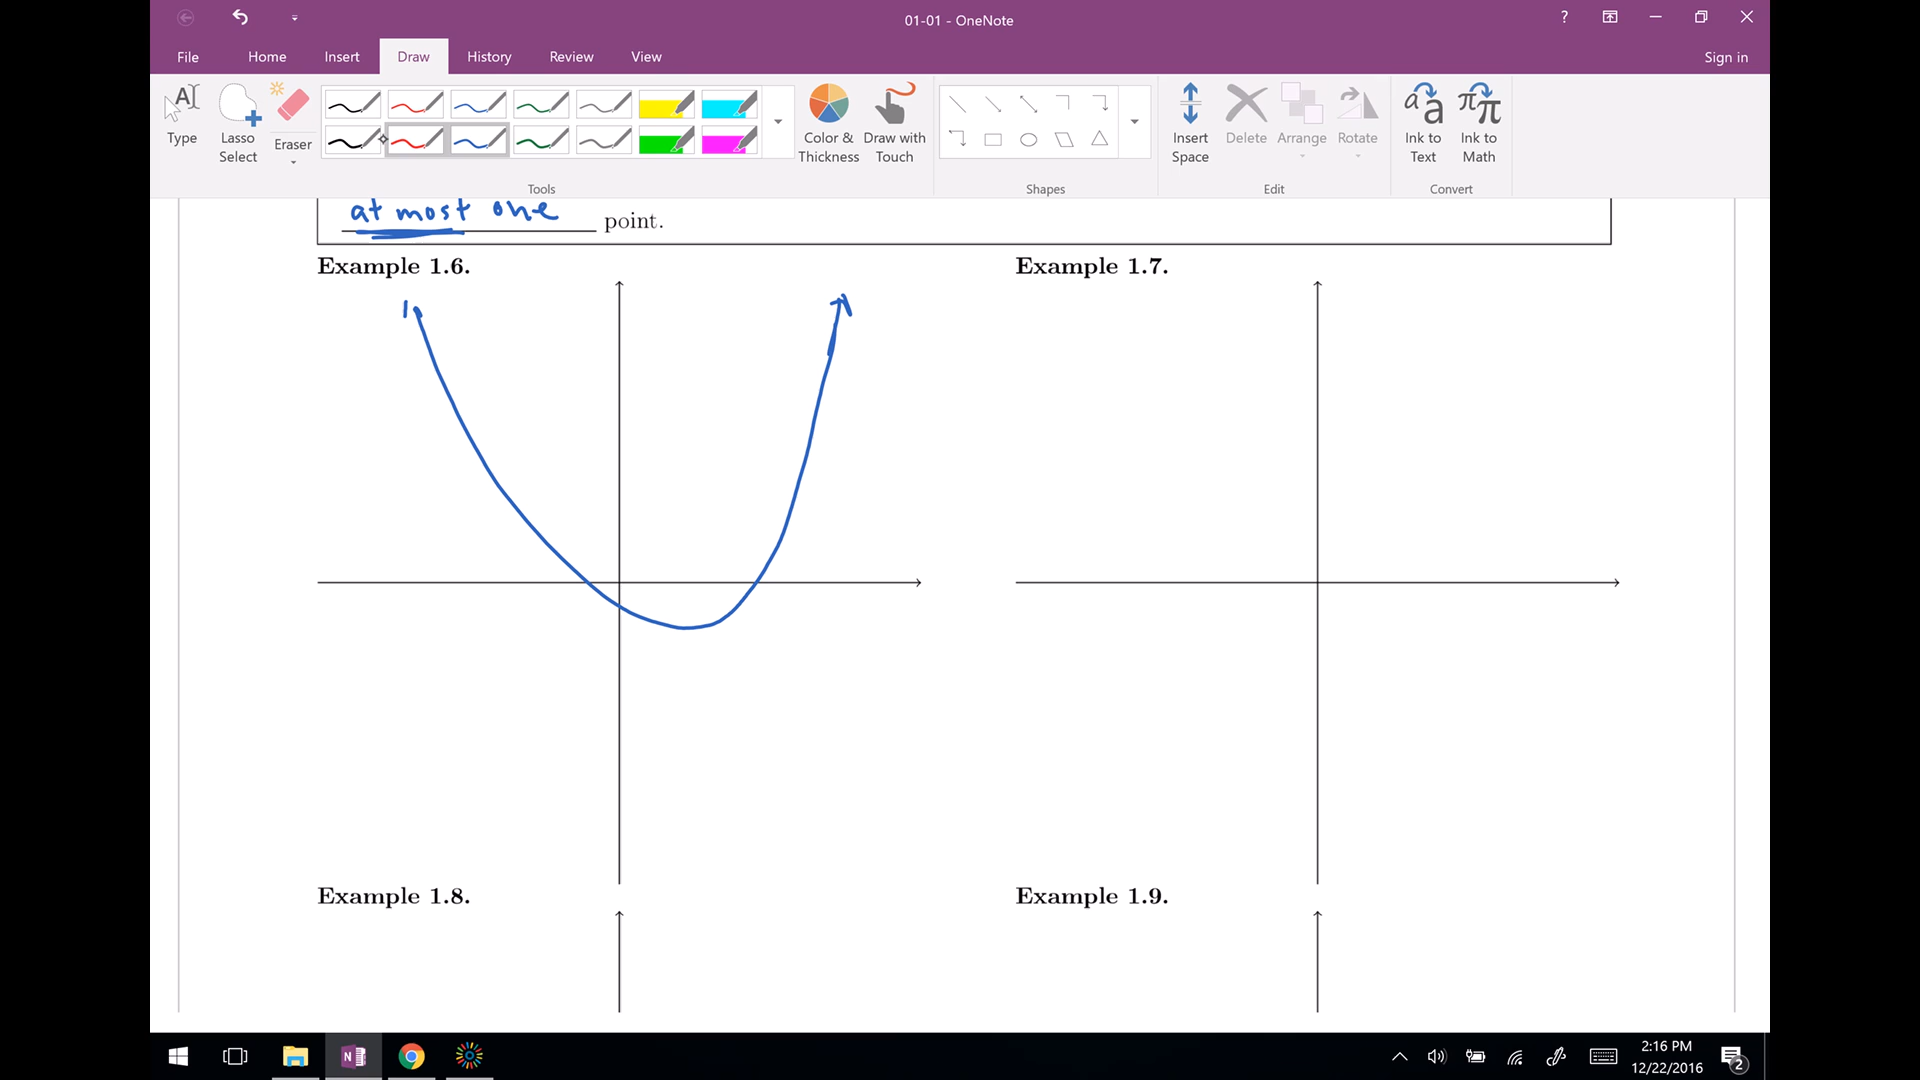 01-01 - OneNote
?
File Home Insert Draw History Review View Sign in
Type
Lasso Select
Eraser
Color & Thickness
Draw with Touch
Insert Space
Delete
Arrange
Rotate
Ink to Text
Ink to Math
Tools Shapes Edit Convert
at most one point.
Example 1.6. Example 1.7.
Example 1.8. Example 1.9.
2:16 PM
12/22/2016
2